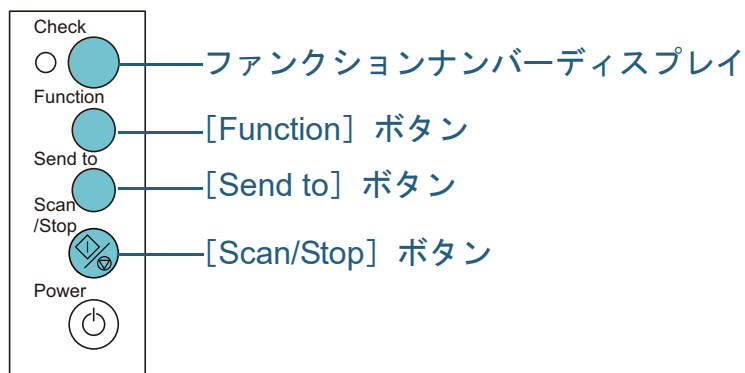 Check
ファンクションナンバーディスプレイ
Function
[Function] ボタン
Send to
[Send to] ボタン
Scan
/Stop
[Scan/Stop] ボタン
Power